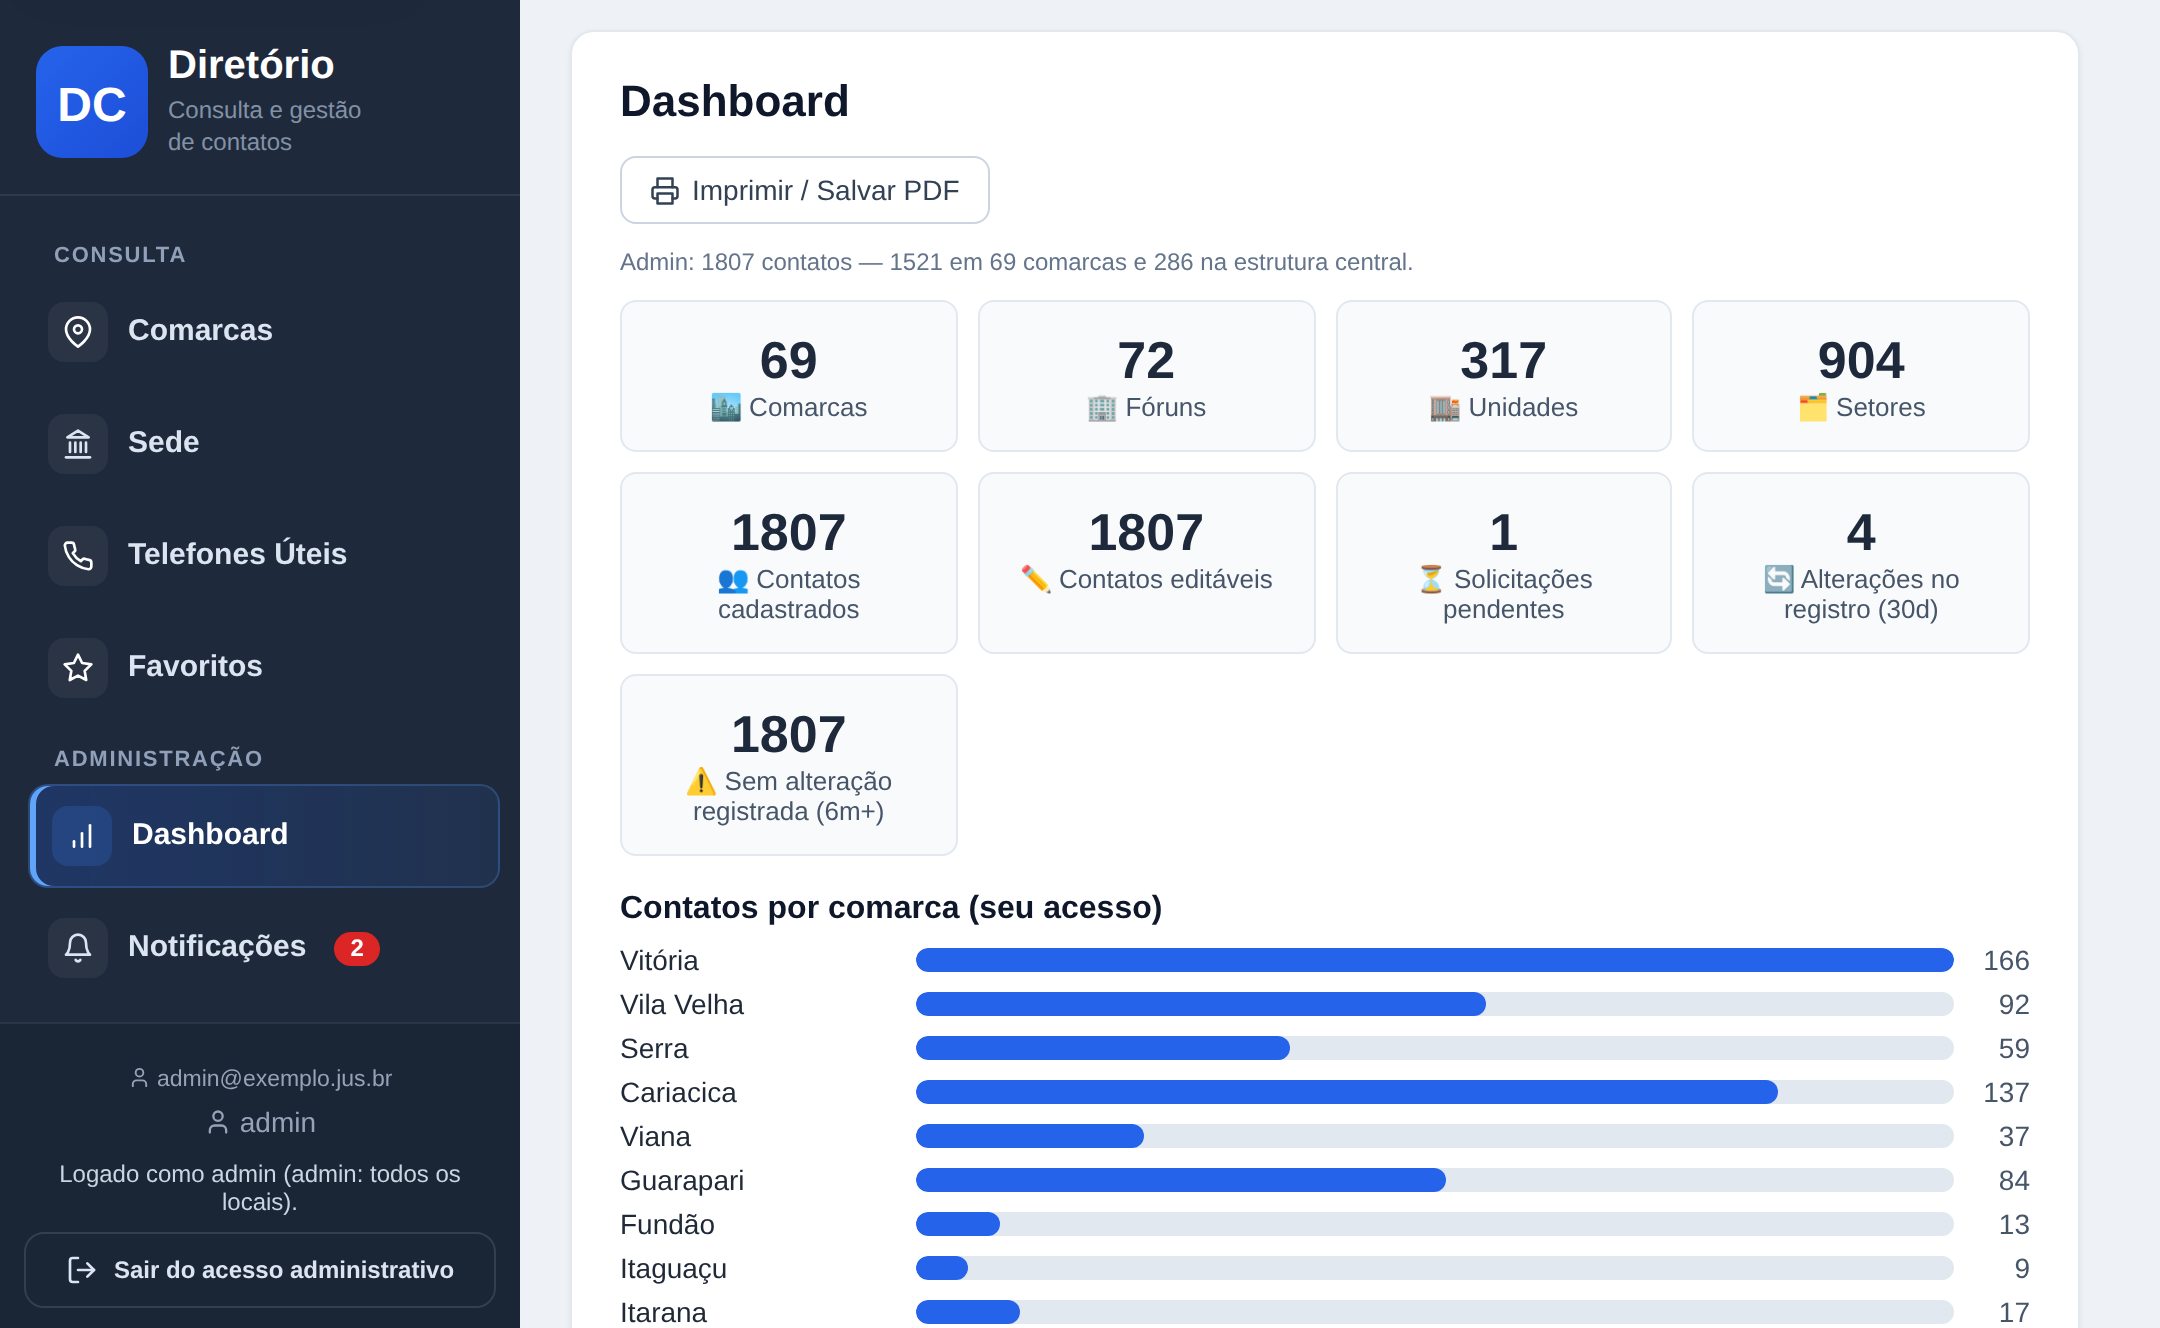 DC
Diretório
Consulta e gestão
de contatos
CONSULTA
Comarcas
Sede
Telefones Úteis
Favoritos
ADMINISTRAÇÃO
Dashboard
Notificações 2
admin@exemplo.jus.br
admin
Logado como admin (admin: todos os
locais).
Sair do acesso administrativo
Dashboard
Imprimir / Salvar PDF
Admin: 1807 contatos — 1521 em 69 comarcas e 286 na estrutura central.
69
Comarcas
72
Fóruns
317
Unidades
904
Setores
1807
Contatos
cadastrados
1807
Contatos editáveis
1
Solicitações
pendentes
4
Alterações no
registro (30d)
1807
Sem alteração
registrada (6m+)
Contatos por comarca (seu acesso)
Vitória 166
Vila Velha 92
Serra 59
Cariacica 137
Viana 37
Guarapari 84
Fundão 13
Itaguaçu 9
Itarana 17